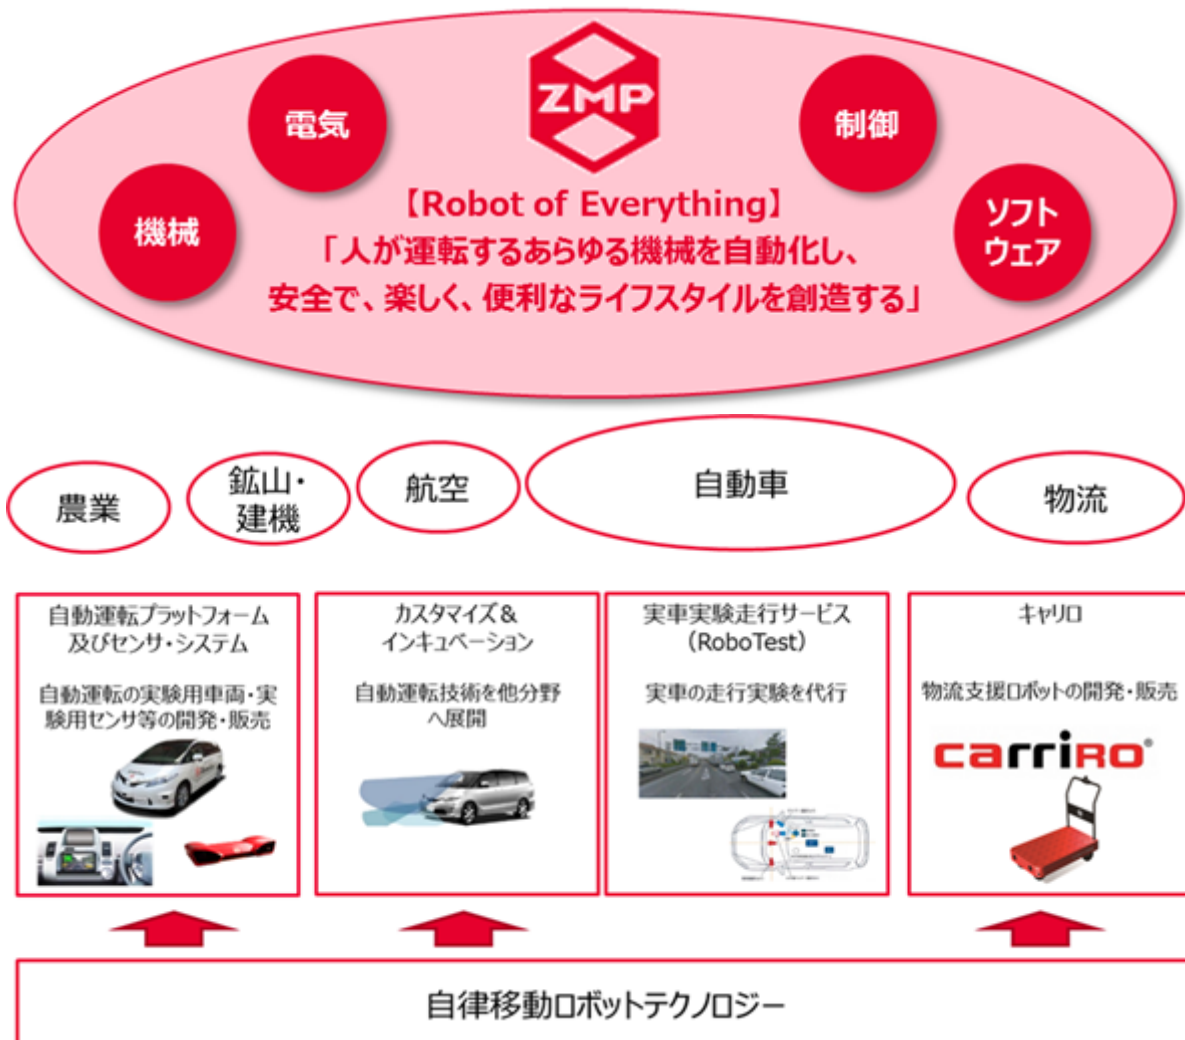 ZMP
電気
制御
機械
ソフト
ウェア
【Robot of Everything】
「人が運転するあらゆる機械を自動化し、
安全で、楽しく、便利なライフスタイルを創造する」
農業
鉱山・
建機
航空
自動車
物流
自動運転プラットフォーム
及びセンサ・システム
自動運転の実験用車両・実
験用センサ等の開発・販売
カスタマイズ&
インキュベーション
自動運転技術を他分野
へ展開
実車実験走行サービス
(RoboTest)
実車の走行実験を代行
キャリロ
物流支援ロボットの開発・販売
carriRO®
自律移動ロボットテクノロジー